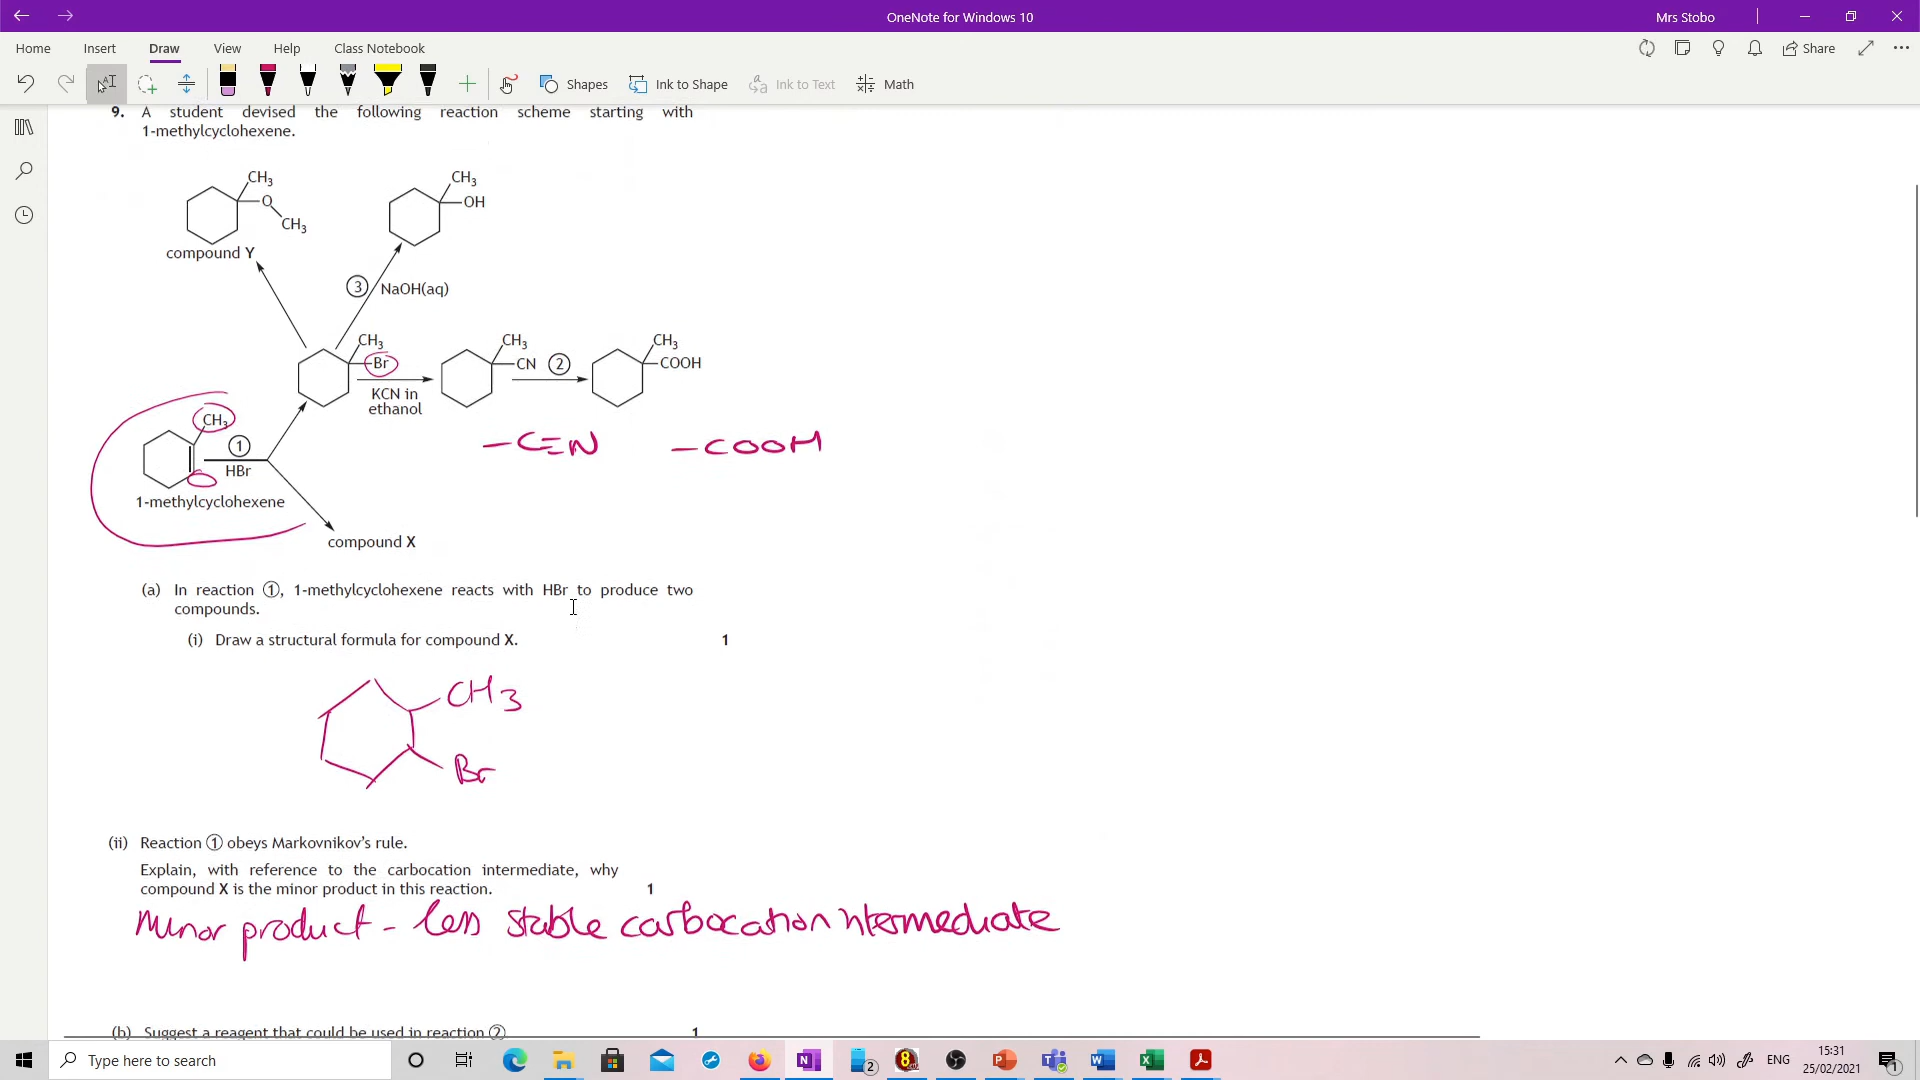 OneNote for Windows 10
Mrs Stobo
Home Insert Draw View Help Class Notebook
Share
Shapes Ink to Shape Ink to Text Math
9. A student devised the following reaction scheme starting with
1-methylcyclohexene.
CH₃
O
CH₃
compound Y
CH₃
OH
③ NaOH(aq)
CH₃
Br
KCN in
ethanol
CH₃
CN ②
CH₃
COOH
CH₃
①
HBr
1-methylcyclohexene
compound X
–C≡N –COOH
(a) In reaction ①, 1-methylcyclohexene reacts with HBr to produce two
compounds.
(i) Draw a structural formula for compound X. 1
CH3
Br
(ii) Reaction ① obeys Markovnikov's rule.
Explain, with reference to the carbocation intermediate, why
compound X is the minor product in this reaction. 1
Minor product - less stable carbocation intermediate
(b) Suggest a reagent that could be used in reaction ② 1
Type here to search
2
8
ENG
15:31
25/02/2021
1